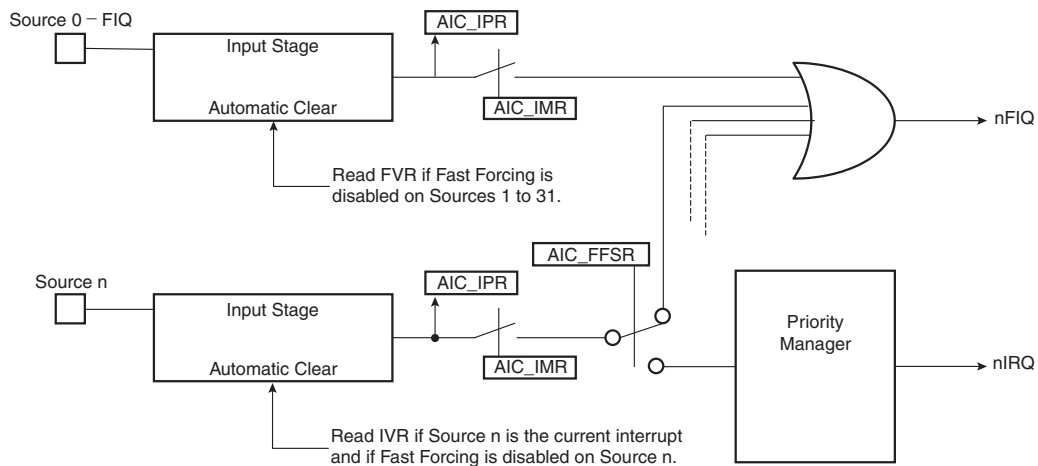 Source 0 – FIQ
AIC_IPR
Input Stage
Automatic Clear
AIC_IMR
nFIQ
Read FVR if Fast Forcing is
disabled on Sources 1 to 31.
AIC_FFSR
Source n
AIC_IPR
Input Stage
Priority
Manager
Automatic Clear
AIC_IMR
nIRQ
Read IVR if Source n is the current interrupt
and if Fast Forcing is disabled on Source n.